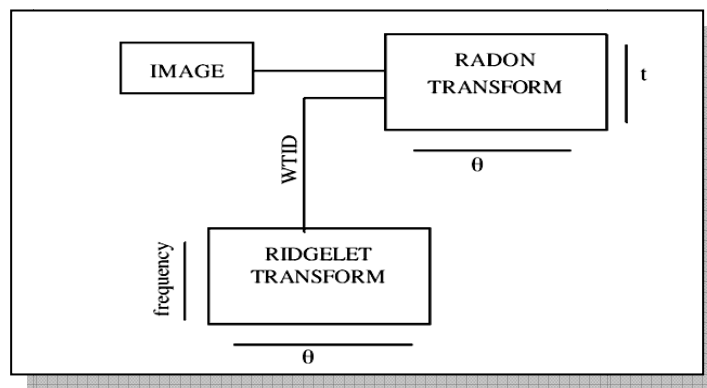 IMAGE
RADON
TRANSFORM
t
θ
WTID
RIDGELET
TRANSFORM
frequency
θ